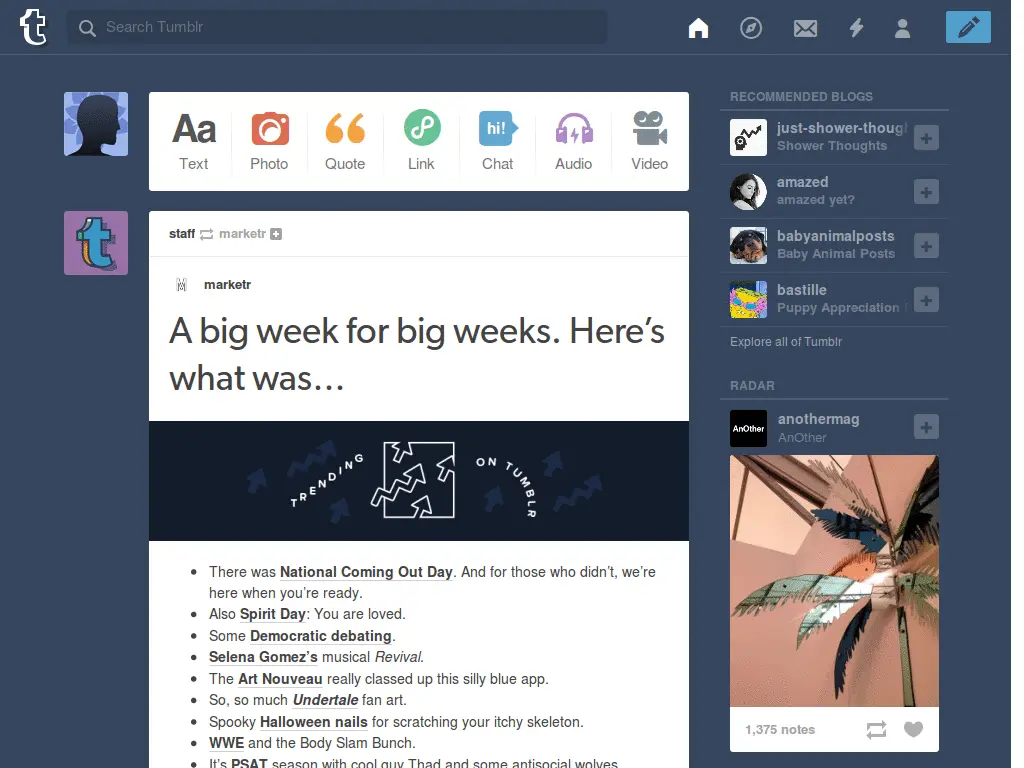 t
Search Tumblr
Aa
hi!
Text
Photo
Quote
Link
Chat
Audio
Video
t
staff marketr
marketr
A big week for big weeks. Here’s
what was…
TRENDING
ON TUMBLR
• There was National Coming Out Day. And for those who didn’t, we’re
here when you’re ready.
• Also Spirit Day: You are loved.
• Some Democratic debating.
• Selena Gomez’s musical Revival.
• The Art Nouveau really classed up this silly blue app.
• So, so much Undertale fan art.
• Spooky Halloween nails for scratching your itchy skeleton.
• WWE and the Body Slam Bunch.
• It’s PSAT season with cool guy Thad and some antisocial wolves.
RECOMMENDED BLOGS
just-shower-thoug
Shower Thoughts
amazed
amazed yet?
babyanimalposts
Baby Animal Posts
bastille
Puppy Appreciation
Explore all of Tumblr
RADAR
AnOther
anothermag
AnOther
1,375 notes